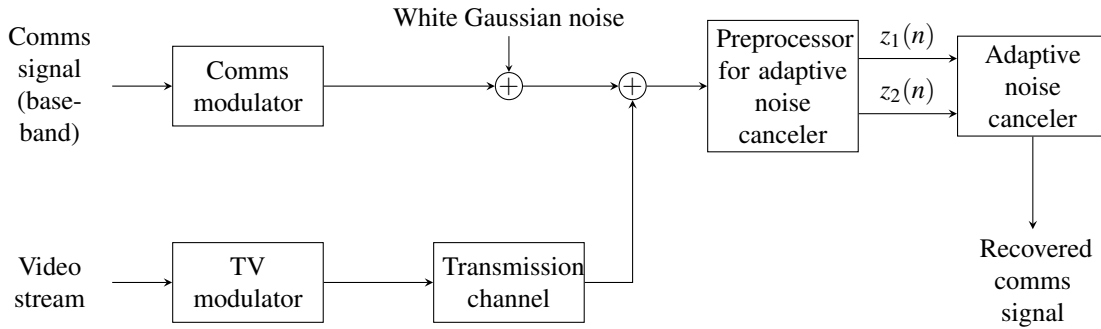 White Gaussian noise
Comms
signal
(base-
band)
Comms
modulator
+
+
Preprocessor
for adaptive
noise
canceler
z1(n)
z2(n)
Adaptive
noise
canceler
Video
stream
TV
modulator
Transmission
channel
Recovered
comms
signal